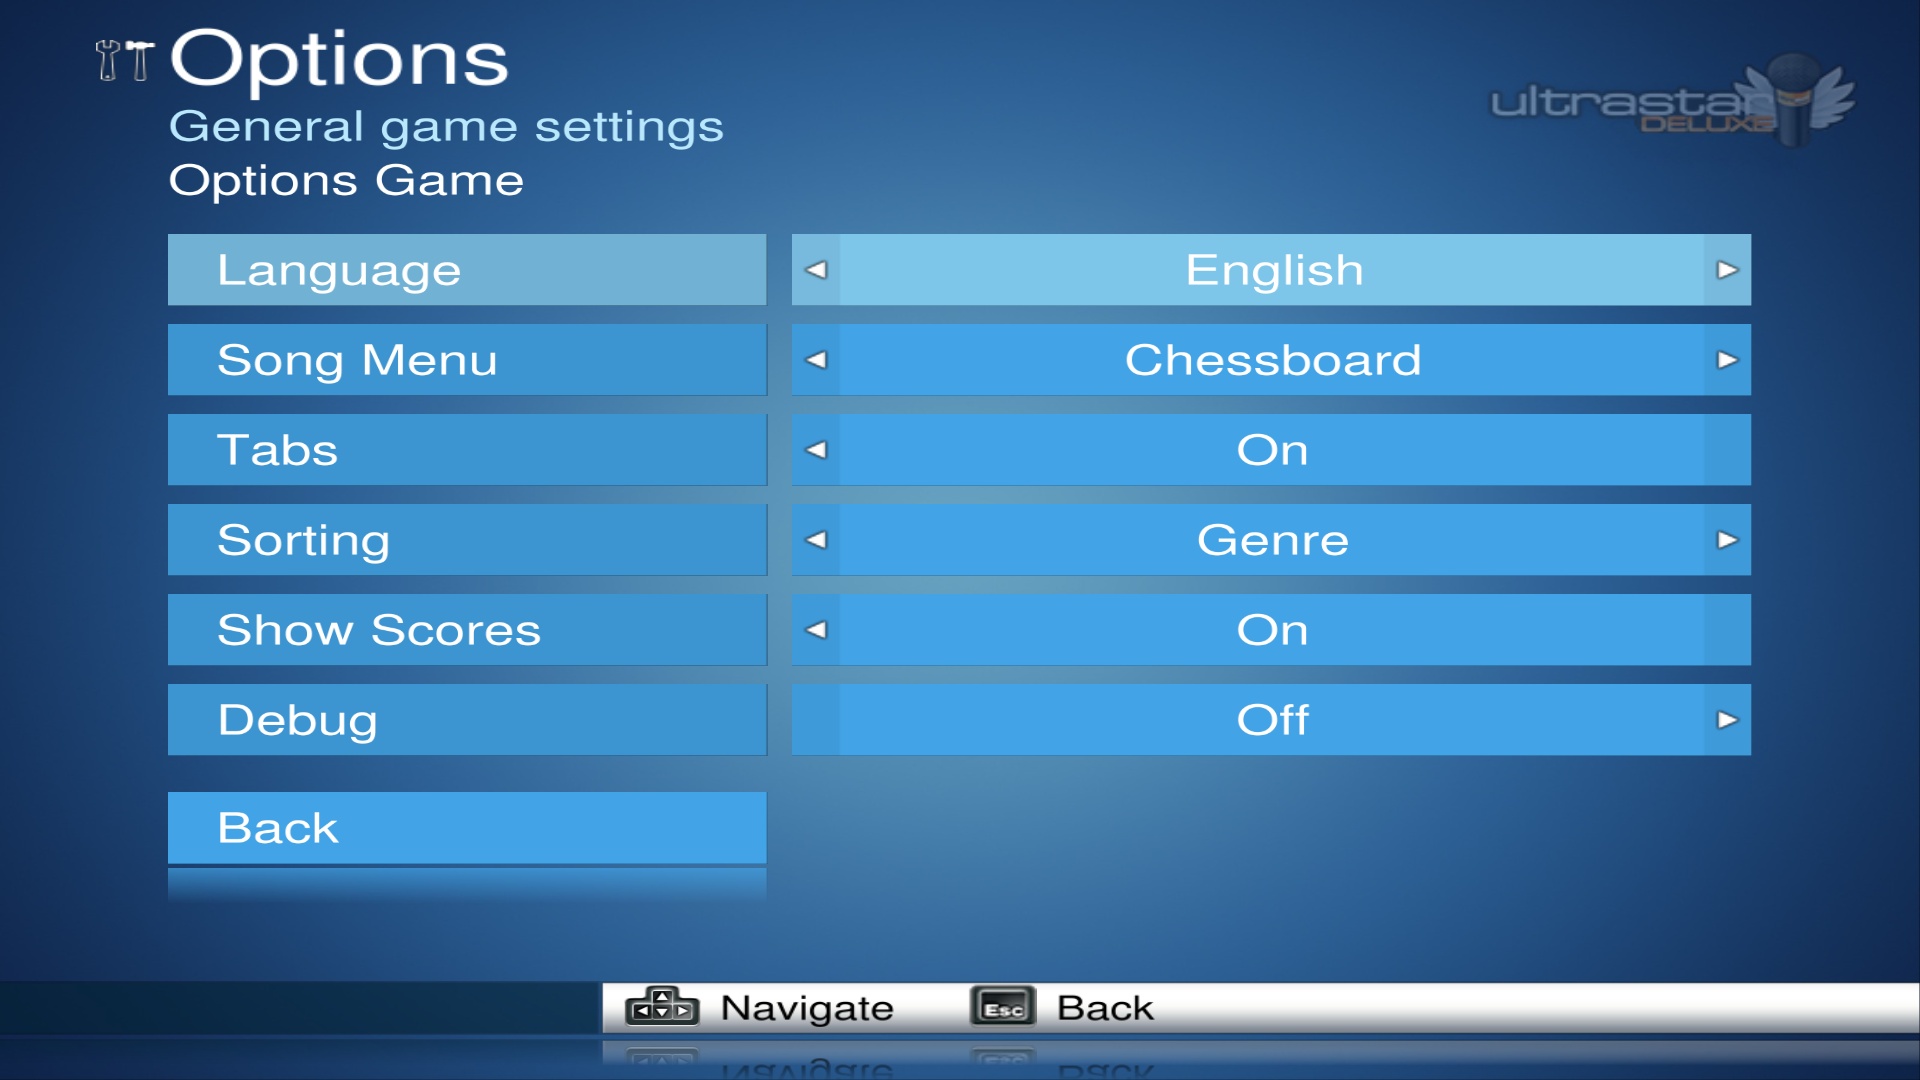 Options
General game settings
Options Game
ultrastar
DELUXE
Language English
Song Menu Chessboard
Tabs On
Sorting Genre
Show Scores On
Debug Off
Back
Navigate Esc Back